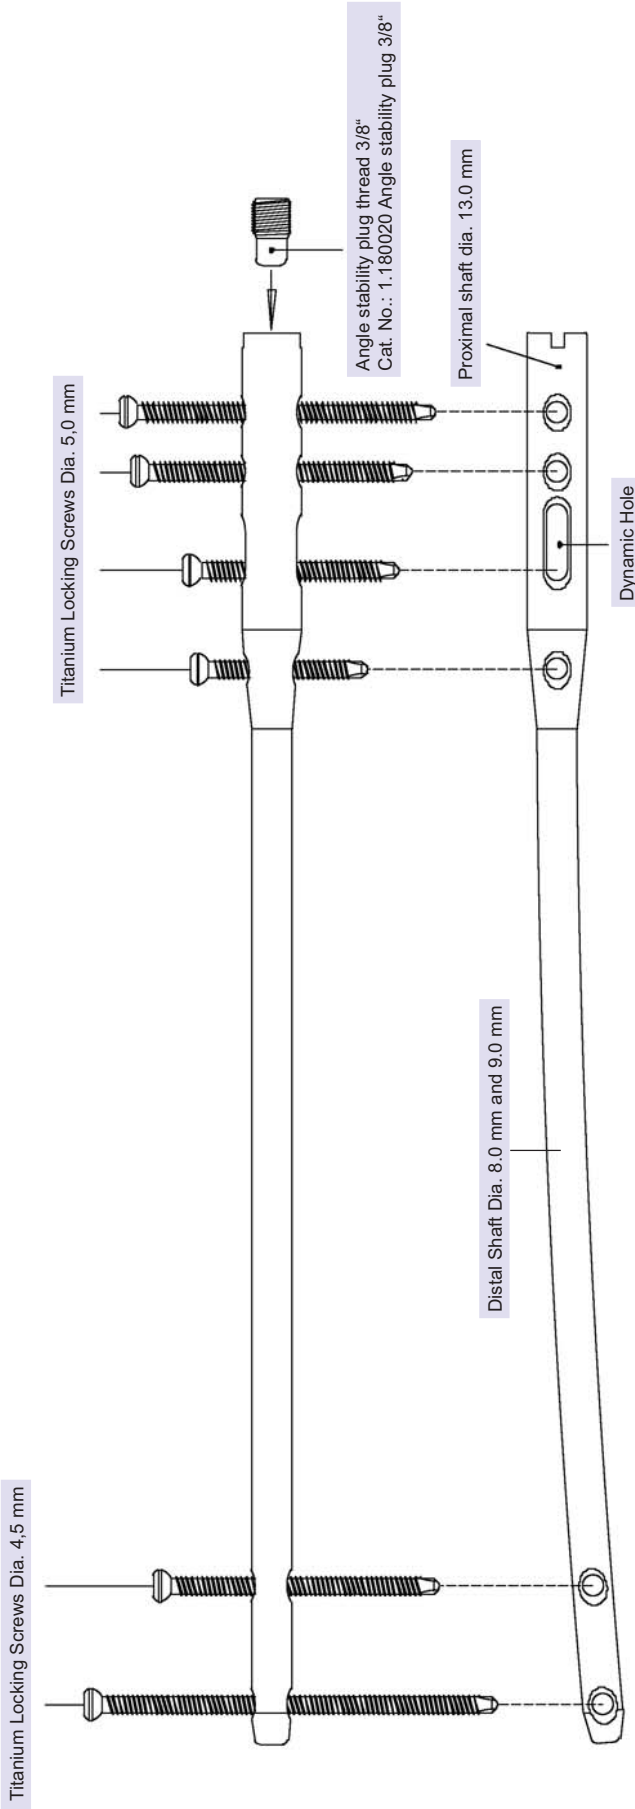 Titanium Locking Screws Dia. 4,5 mm
Titanium Locking Screws Dia. 5,0 mm
Angle stability plug thread 3/8“
Cat. No.: 1.180020 Angle stability plug 3/8“
Proximal shaft dia. 13.0 mm
Distal Shaft Dia. 8.0 mm and 9.0 mm
Dynamic Hole